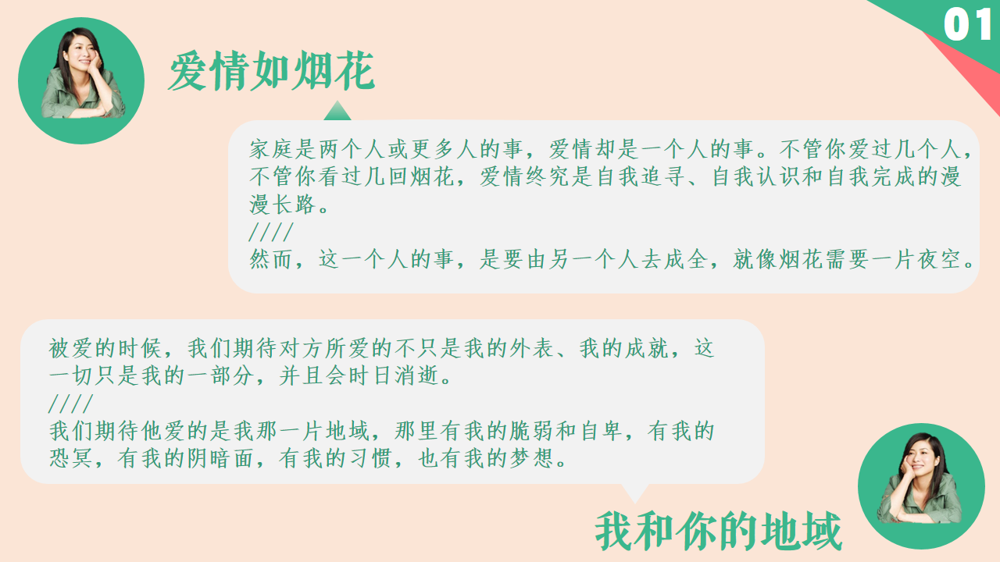 01
爱情如烟花
家庭是两个人或更多人的事，爱情却是一个人的事。不管你爱过几个人，
不管你看过几回烟花，爱情终究是自我追寻、自我认识和自我完成的漫
漫长路。
////
然而，这一个人的事，是要由另一个人去成全，就像烟花需要一片夜空。
被爱的时候，我们期待对方所爱的不只是我的外表、我的成就，这
一切只是我的一部分，并且会时日消逝。
////
我们期待他爱的是我那一片地域，那里有我的脆弱和自卑，有我的
恐冥，有我的阴暗面，有我的习惯，也有我的梦想。
我和你的地域